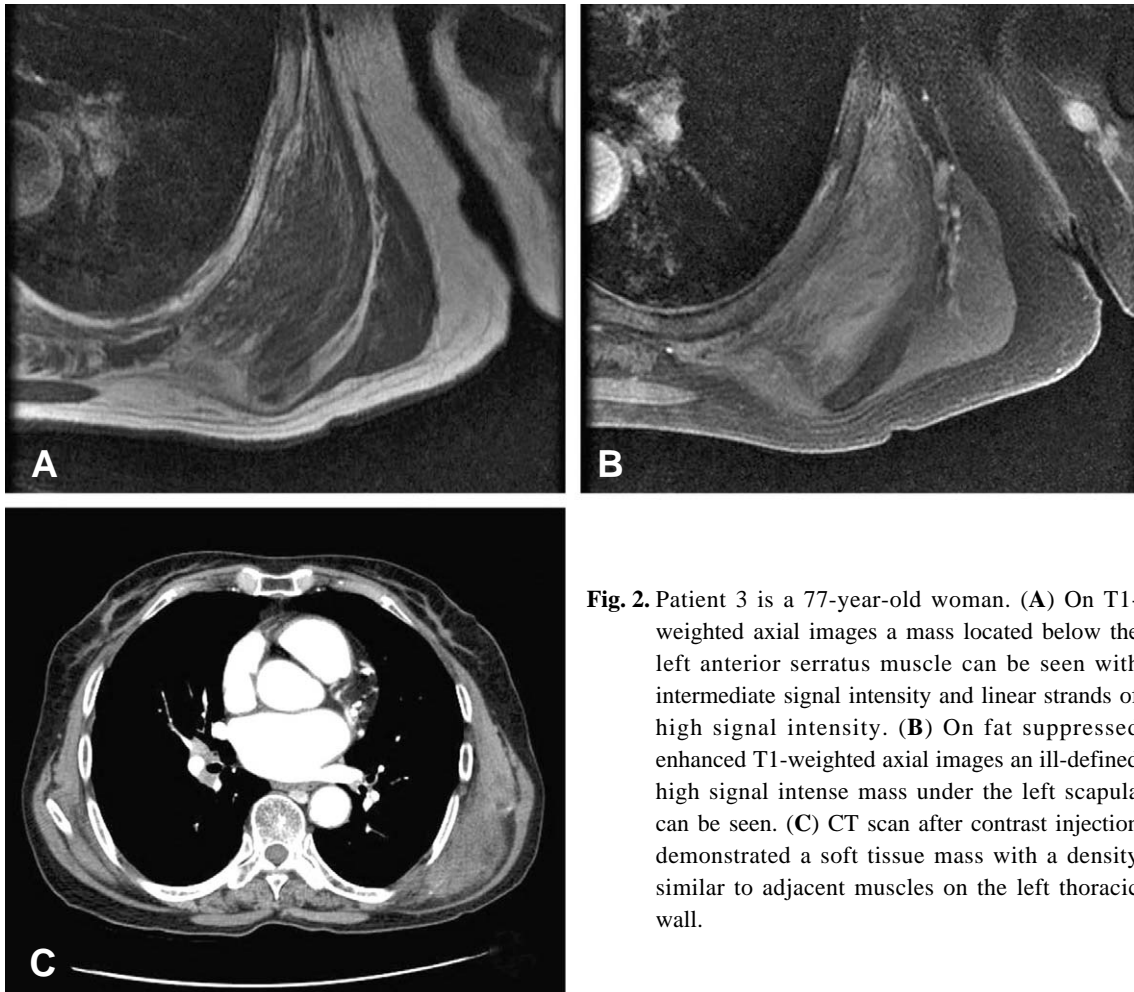 A
B
C
Fig. 2. Patient 3 is a 77-year-old woman. (A) On T1-
weighted axial images a mass located below the
left anterior serratus muscle can be seen with
intermediate signal intensity and linear strands of
high signal intensity. (B) On fat suppressed
enhanced T1-weighted axial images an ill-defined
high signal intense mass under the left scapula
can be seen. (C) CT scan after contrast injection
demonstrated a soft tissue mass with a density
similar to adjacent muscles on the left thoracic
wall.